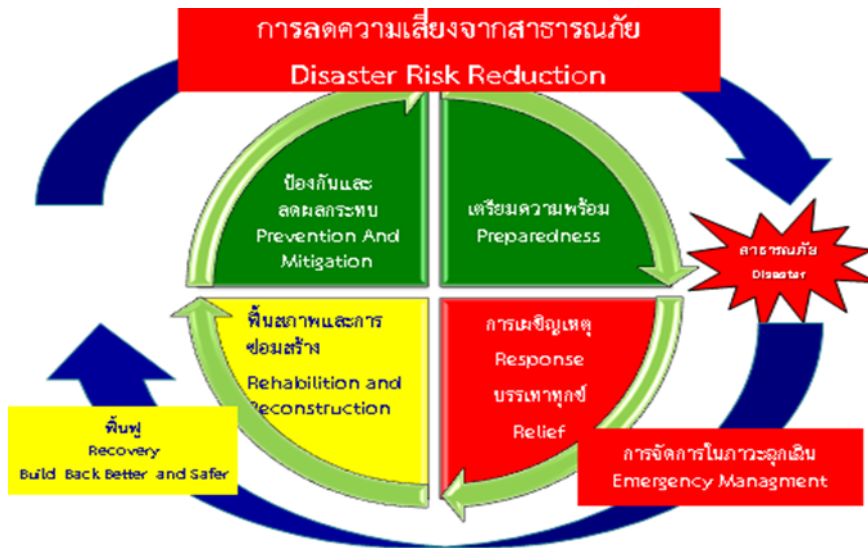 การลดความเสี่ยงจากสาธารณภัย
Disaster Risk Reduction
ป้องกันและ
ลดผลกระทบ
Prevention And
Mitigation
เตรียมความพร้อม
Preparedness
สาธารณภัย
Disaster
ฟื้นสภาพและการ
ซ่อมสร้าง
Rehabilition and
Reconstruction
การเผชิญเหตุ
Response
บรรเทาทุกข์
Relief
ฟื้นฟู
Recovery
Build Back Better and Safer
การจัดการในภาวะฉุกเฉิน
Emergency Managment